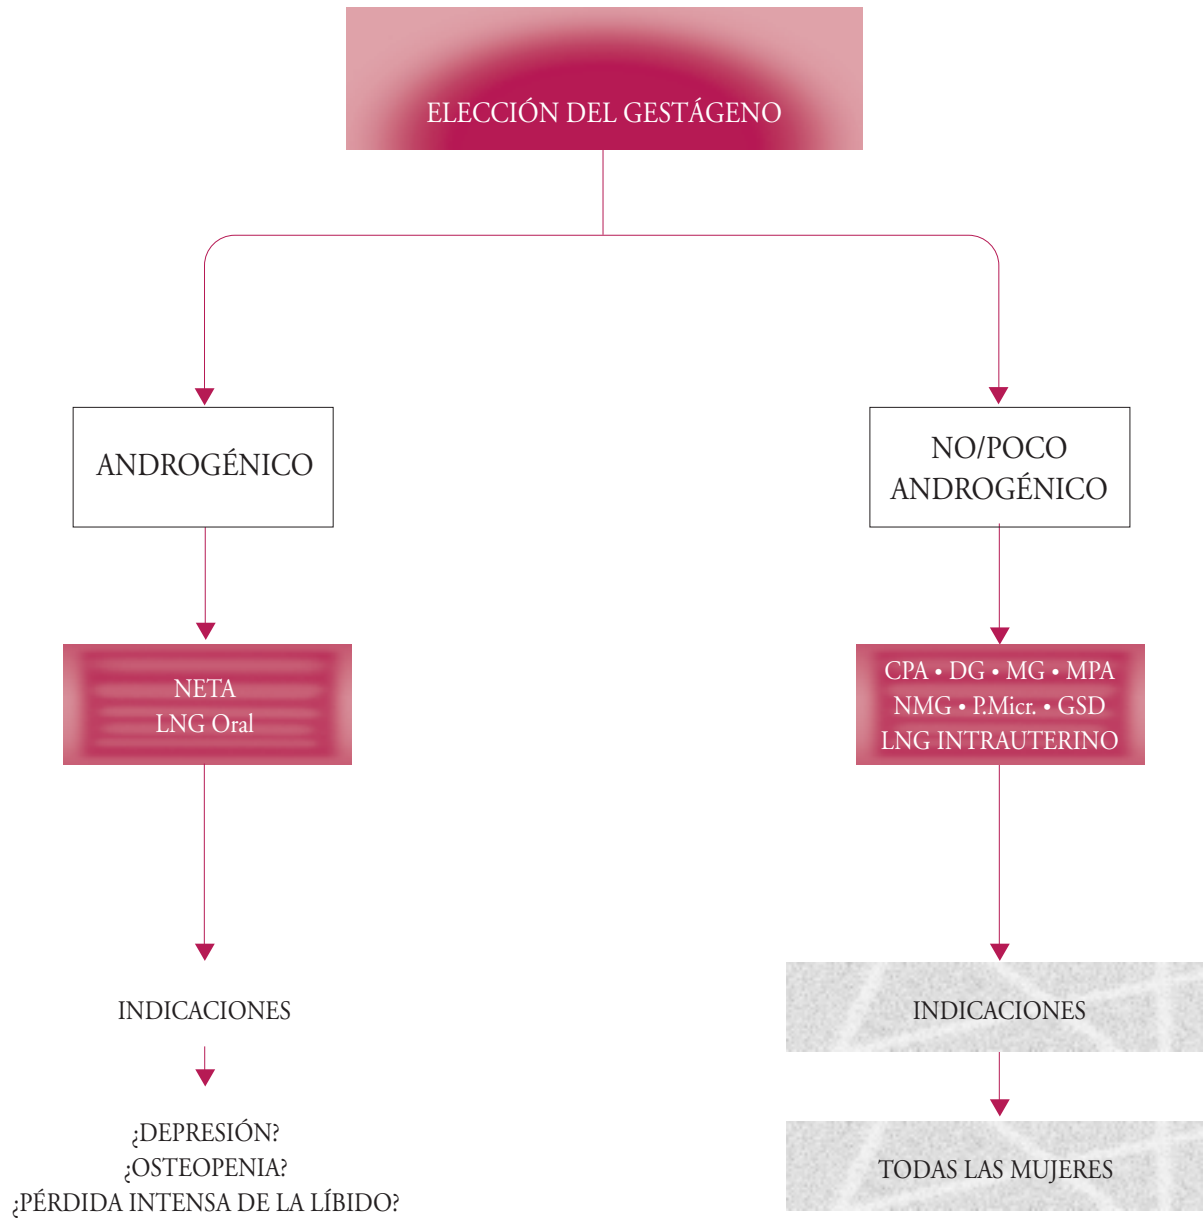 ELECCIÓN DEL GESTÁGENO
ANDROGÉNICO
NETA
LNG Oral
INDICACIONES
¿DEPRESIÓN?
¿OSTEOPENIA?
¿PÉRDIDA INTENSA DE LA LÍBIDO?
NO/POCO
ANDROGÉNICO
CPA • DG • MG • MPA
NMG • P.Micr. • GSD
LNG INTRAUTERINO
INDICACIONES
TODAS LAS MUJERES